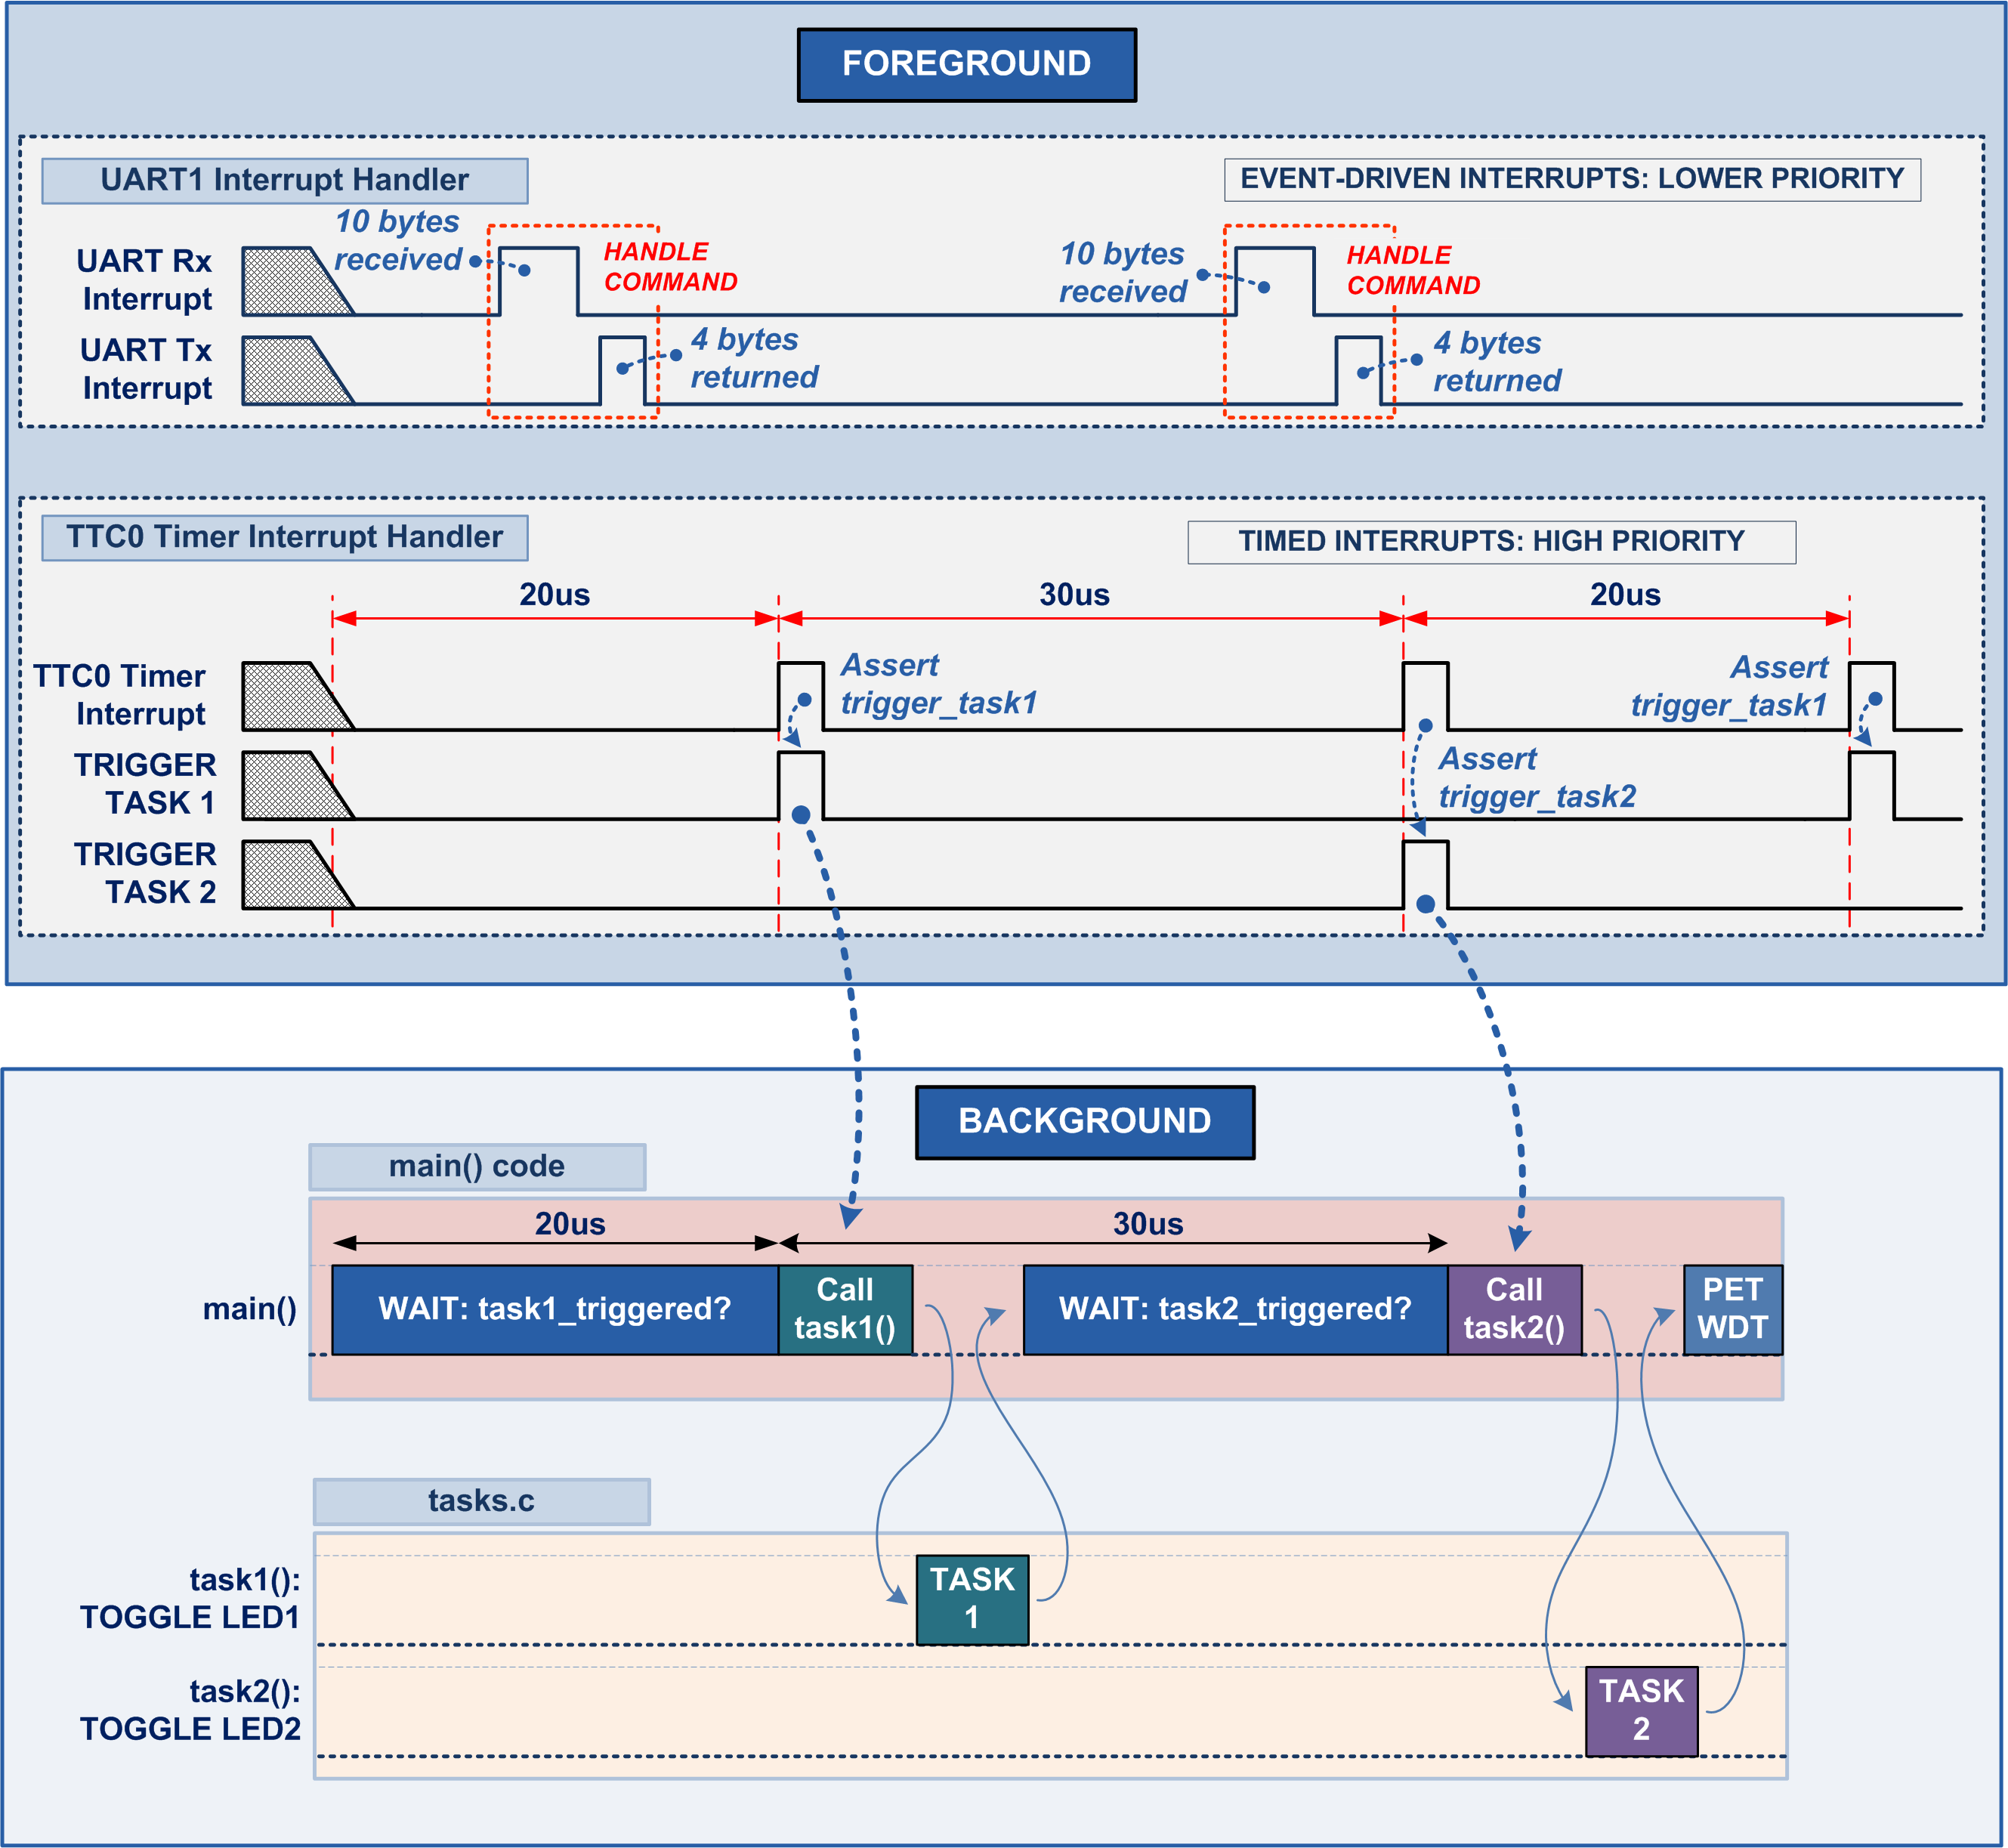 FOREGROUND
UART1 Interrupt Handler
EVENT-DRIVEN INTERRUPTS: LOWER PRIORITY
10 bytes
received
HANDLE
COMMAND
10 bytes
received
HANDLE
COMMAND
UART Rx
Interrupt
UART Tx
Interrupt
4 bytes
returned
4 bytes
returned
TTC0 Timer Interrupt Handler
TIMED INTERRUPTS: HIGH PRIORITY
20us
30us
20us
TTC0 Timer
Interrupt
Assert
trigger_task1
Assert
trigger_task1
TRIGGER
TASK 1
Assert
trigger_task2
TRIGGER
TASK 2
BACKGROUND
main() code
20us
30us
main()
WAIT: task1_triggered?
Call
task1()
WAIT: task2_triggered?
Call
task2()
PET
WDT
tasks.c
task1():
TOGGLE LED1
TASK
1
task2():
TOGGLE LED2
TASK
2